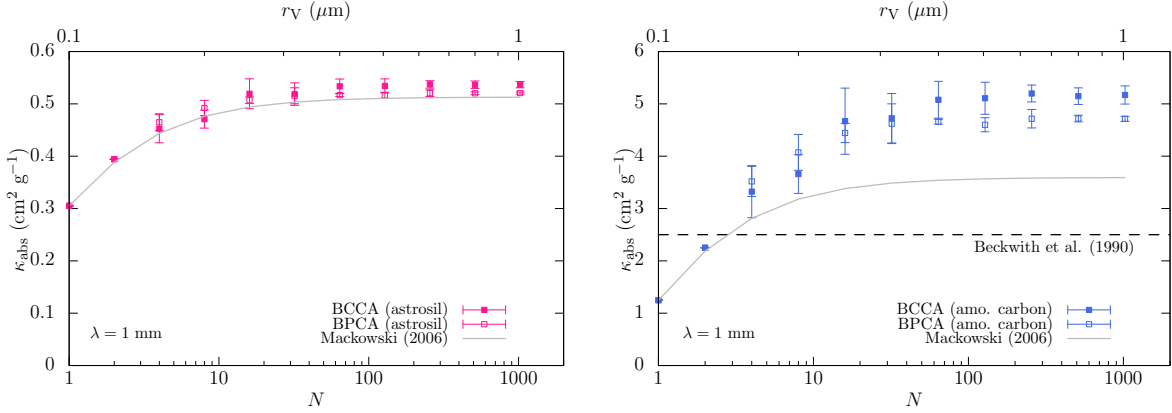 r_V (μm)
0.1 1
κ_abs (cm² g⁻¹)
0.6
0.5
0.4
0.3
0.2
0.1
0
BCCA (astrosil)
BPCA (astrosil)
Mackowski (2006)
λ = 1 mm
1 10 100 1000
N
r_V (μm)
0.1 1
κ_abs (cm² g⁻¹)
6
5
4
3
2
1
0
Beckwith et al. (1990)
BCCA (amo. carbon)
BPCA (amo. carbon)
Mackowski (2006)
λ = 1 mm
1 10 100 1000
N